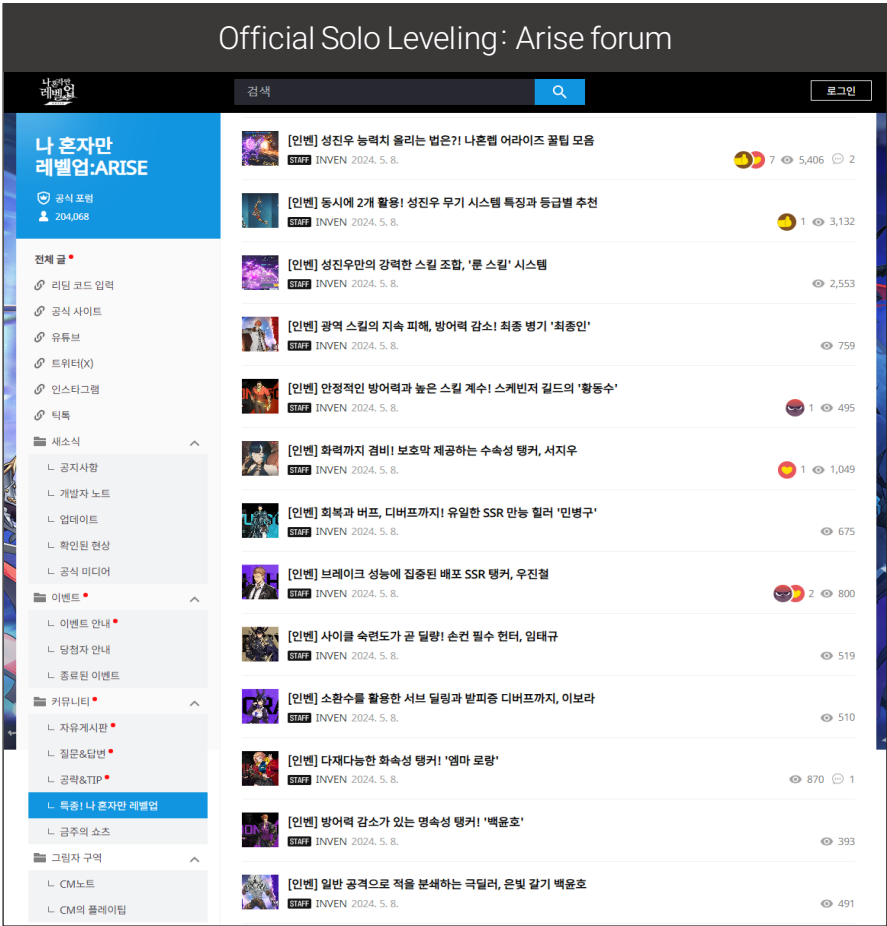 Official Solo Leveling: Arise forum
나 혼자만
레벨업
검색
로그인
나 혼자만
레벨업:ARISE
공식 포럼
204,068
전체 글
리딤 코드 입력
공식 사이트
유튜브
트위터(X)
인스타그램
틱톡
새소식
ㄴ 공지사항
ㄴ 개발자 노트
ㄴ 업데이트
ㄴ 확인된 현상
ㄴ 공식 미디어
이벤트
ㄴ 이벤트 안내
ㄴ 당첨자 안내
ㄴ 종료된 이벤트
커뮤니티
ㄴ 자유게시판
ㄴ 질문&답변
ㄴ 공략&TIP
ㄴ 특종! 나 혼자만 레벨업
ㄴ 금주의 쇼츠
그림자 구역
ㄴ CM노트
ㄴ CM의 플레이팁
[인벤] 성진우 능력치 올리는 법은?! 나혼렙 어라이즈 꿀팁 모음
STAFF INVEN 2024. 5. 8. 7 5,406 2
[인벤] 동시에 2개 활용! 성진우 무기 시스템 특징과 등급별 추천
STAFF INVEN 2024. 5. 8. 1 3,132
[인벤] 성진우만의 강력한 스킬 조합, '룬 스킬' 시스템
STAFF INVEN 2024. 5. 8. 2,553
[인벤] 광역 스킬의 지속 피해, 방어력 감소! 최종 병기 '최종인'
STAFF INVEN 2024. 5. 8. 759
[인벤] 안정적인 방어력과 높은 스킬 계수! 스케빈저 길드의 '황동수'
STAFF INVEN 2024. 5. 8. 1 495
[인벤] 화력까지 겸비! 보호막 제공하는 수속성 탱커, 서지우
STAFF INVEN 2024. 5. 8. 1 1,049
[인벤] 회복과 버프, 디버프까지! 유일한 SSR 만능 힐러 '민병구'
STAFF INVEN 2024. 5. 8. 675
[인벤] 브레이크 성능에 집중된 배포 SSR 탱커, 우진철
STAFF INVEN 2024. 5. 8. 2 800
[인벤] 사이클 숙련도가 곧 딜량! 손컨 필수 헌터, 임태규
STAFF INVEN 2024. 5. 8. 519
[인벤] 소환수를 활용한 서브 딜링과 받피증 디버프까지, 이보라
STAFF INVEN 2024. 5. 8. 510
[인벤] 다재다능한 화속성 탱커! '엠마 로랑'
STAFF INVEN 2024. 5. 8. 870 1
[인벤] 방어력 감소가 있는 명속성 탱커! '백윤호'
STAFF INVEN 2024. 5. 8. 393
[인벤] 일반 공격으로 적을 분쇄하는 극딜러, 은빛 갈기 백윤호
STAFF INVEN 2024. 5. 8. 491